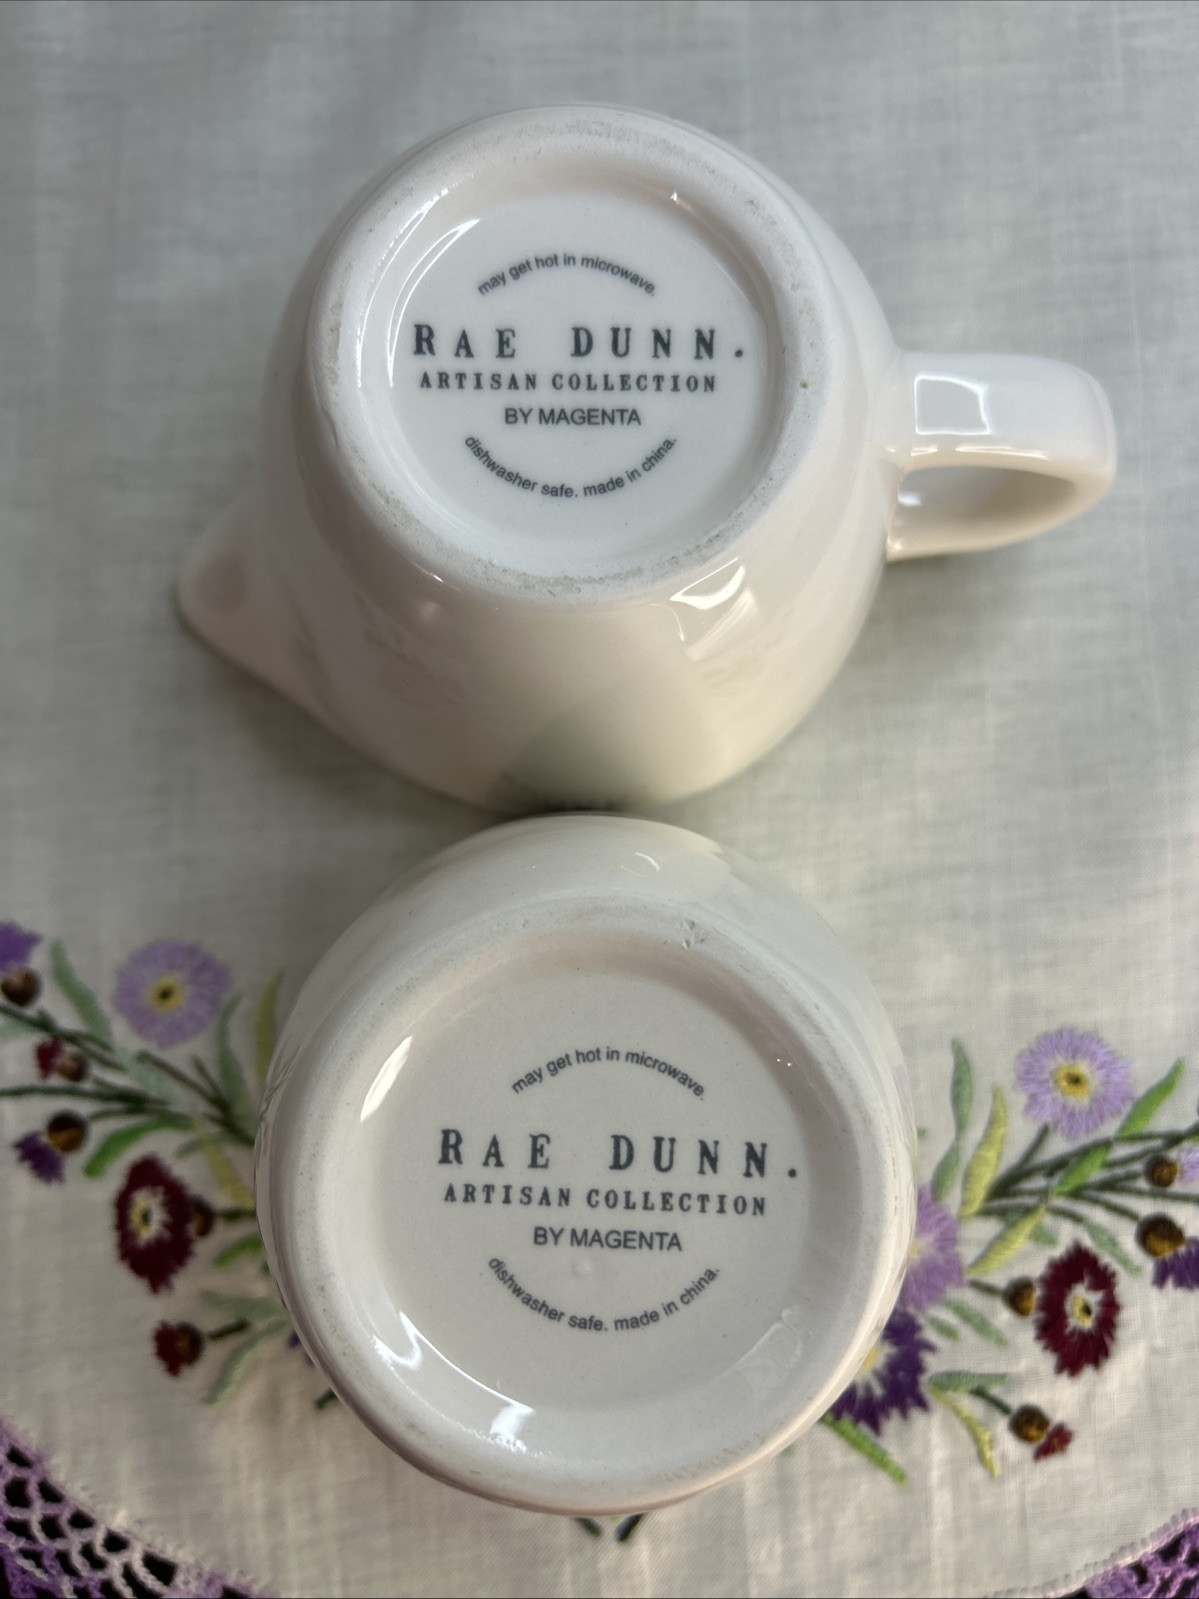 may get hot in microwave.
RAE DUNN.
ARTISAN COLLECTION
BY MAGENTA
dishwasher safe. made in china.
may get hot in microwave.
RAE DUNN.
ARTISAN COLLECTION
BY MAGENTA
dishwasher safe. made in china.